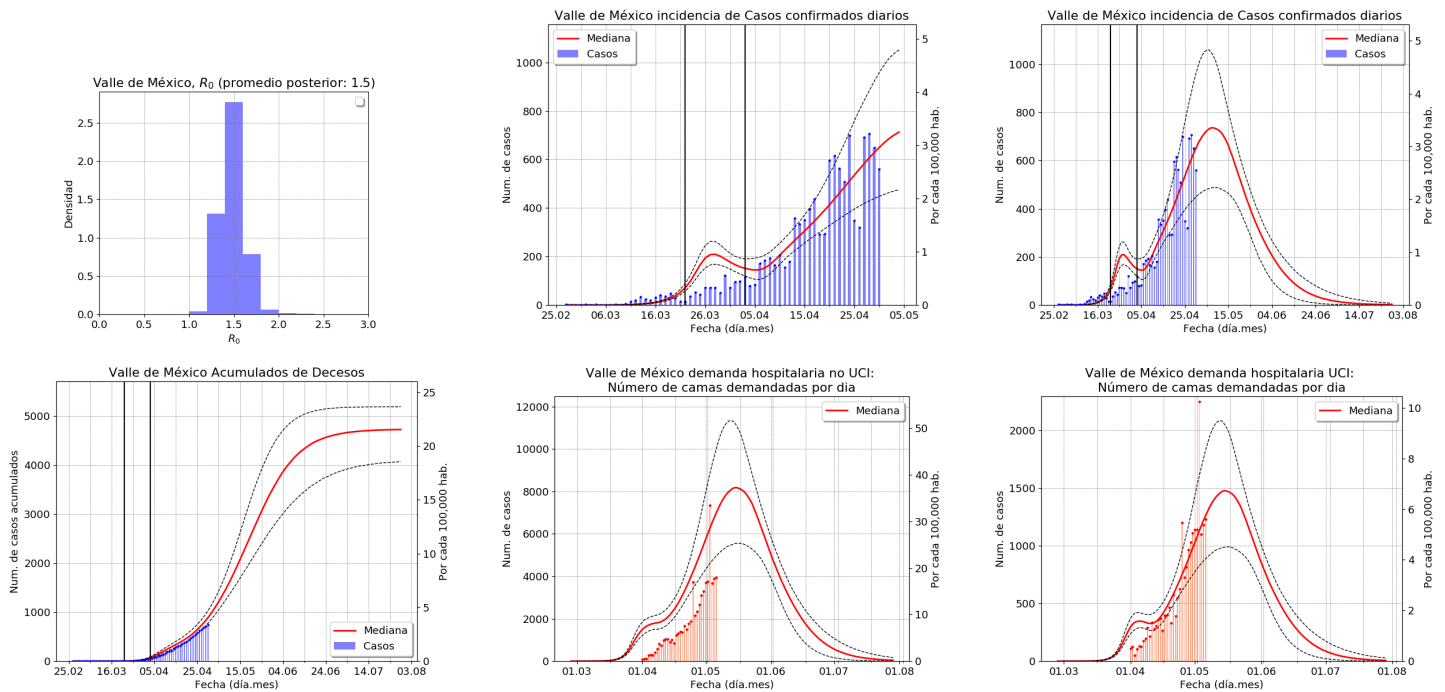 Valle de México, R0 (promedio posterior: 1.5)
Densidad
2.5
2.0
1.5
1.0
0.5
0.0
0.0 0.5 1.0 1.5 2.0 2.5 3.0
R0
Valle de México incidencia de Casos confirmados diarios
Mediana
Casos
Num. de casos
1000
800
600
400
200
0
5
4
3
2
1
0
Por cada 100,000 hab.
25.02 06.03 16.03 26.03 05.04 15.04 25.04 05.05
Fecha (día.mes)
Valle de México incidencia de Casos confirmados diarios
Mediana
Casos
Num. de casos
1000
800
600
400
200
0
5
4
3
2
1
0
Por cada 100,000 hab.
25.02 16.03 05.04 25.04 15.05 04.06 24.06 14.07 03.08
Fecha (día.mes)
Valle de México Acumulados de Decesos
Num. de casos acumulados
5000
4000
3000
2000
1000
0
25
20
15
10
5
0
Por cada 100,000 hab.
Mediana
Casos
25.02 16.03 05.04 25.04 15.05 04.06 24.06 14.07 03.08
Fecha (día.mes)
Valle de México demanda hospitalaria no UCI:
Número de camas demandadas por dia
Mediana
Num. de casos
12000
10000
8000
6000
4000
2000
0
50
40
30
20
10
0
Por cada 100,000 hab.
01.03 01.04 01.05 01.06 01.07 01.08
Fecha (día.mes)
Valle de México demanda hospitalaria UCI:
Número de camas demandadas por dia
Mediana
Num. de casos
2000
1500
1000
500
0
10
8
6
4
2
0
Por cada 100,000 hab.
01.03 01.04 01.05 01.06 01.07 01.08
Fecha (día.mes)